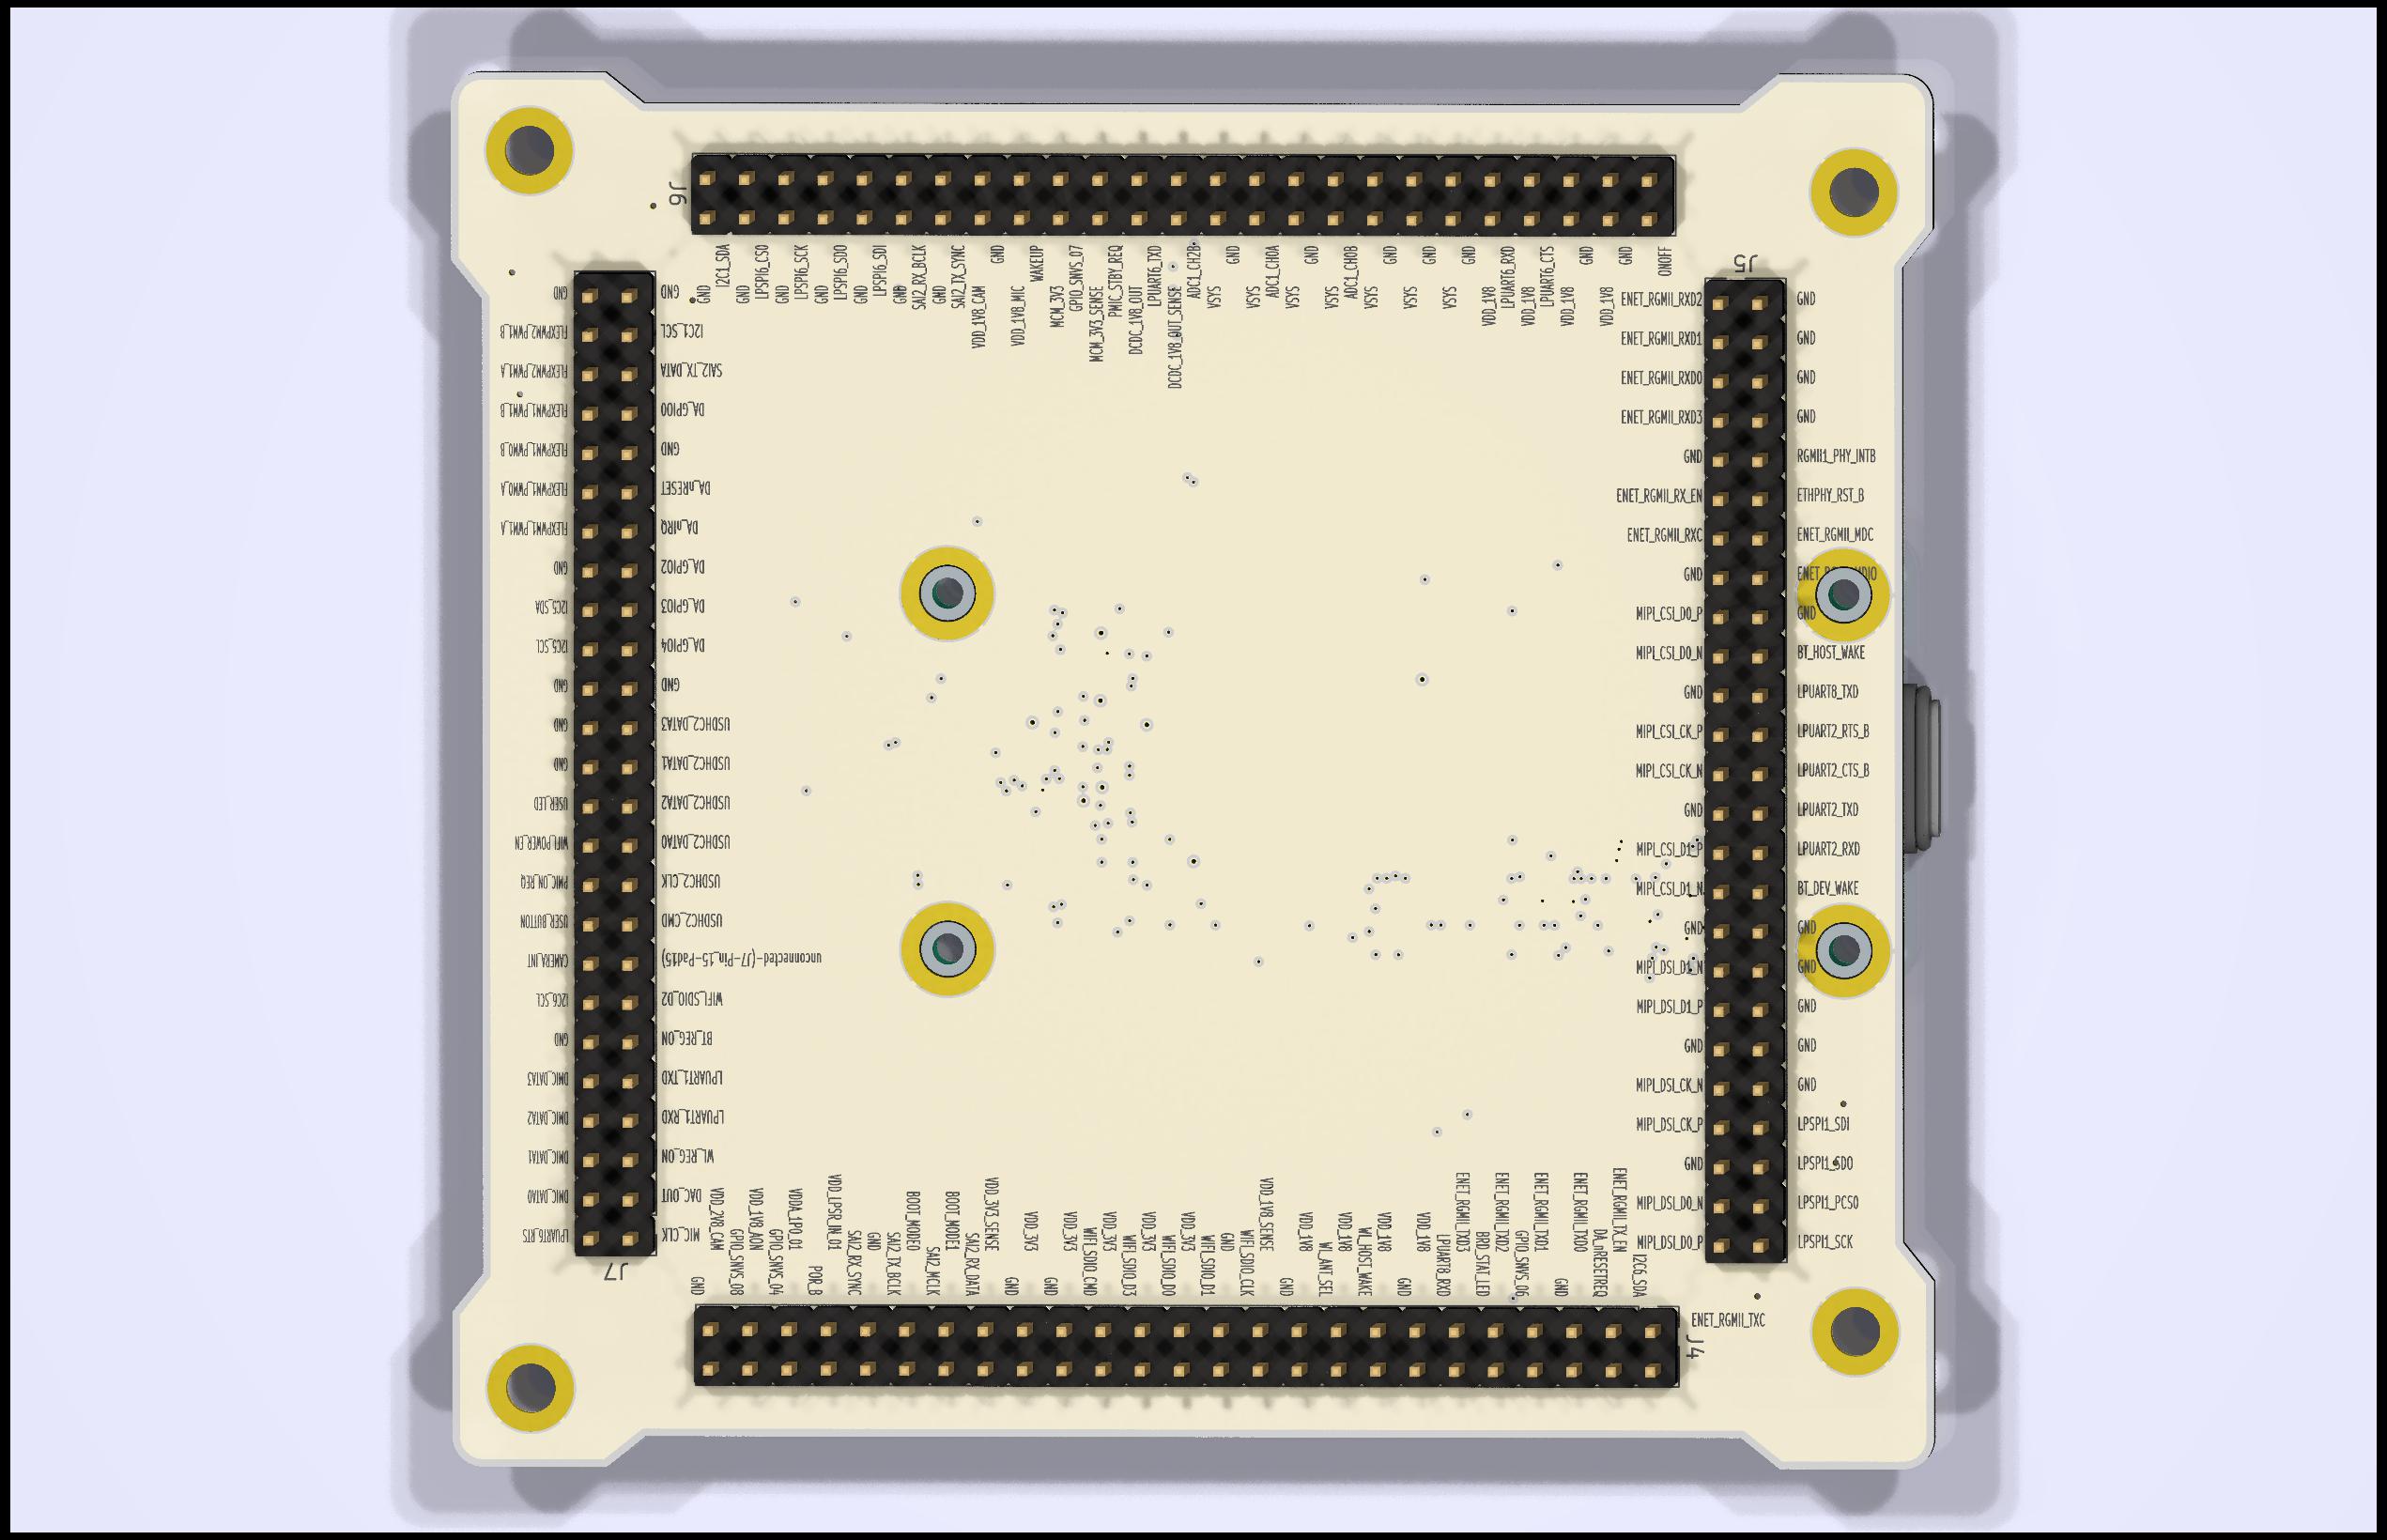 J6
GND
I2C1_SDA
GND
LPSPI6_CS0
GND
LPSPI6_SCK
GND
LPSPI6_SDO
GND
LPSPI6_SDI
GND
SAI2_RX_BCLK
GND
SAI2_TX_SYNC
VDD_1V8_CAM
GND
VDD_1V8_MIC
WAKEUP
MCM_3V3
GPIO_SNVS_07
MCM_3V3_SENSE
PMIC_STBY_REQ
DCDC_1V8_OUT
LPUART6_TXD
DCDC_1V8_OUT_SENSE
ADC1_CH2B
VSYS
GND
VSYS
ADC1_CH0A
VSYS
GND
VSYS
ADC1_CH0B
VSYS
GND
VSYS
GND
VSYS
GND
VDD_1V8
LPUART6_RXD
VDD_1V8
LPUART6_CTS
VDD_1V8
GND
VDD_1V8
GND
ONOFF
J5
ENET_RGMII_RXD2 GND
ENET_RGMII_RXD1 GND
ENET_RGMII_RXD0 GND
ENET_RGMII_RXD3 GND
GND RGMII1_PHY_INTB
ENET_RGMII_RX_EN ETHPHY_RST_B
ENET_RGMII_RXC ENET_RGMII_MDC
GND
MIPI_CSI_D0_P GND
MIPI_CSI_D0_N BT_HOST_WAKE
GND LPUART8_TXD
MIPI_CSI_CK_P LPUART2_RTS_B
MIPI_CSI_CK_N LPUART2_CTS_B
GND LPUART2_TXD
MIPI_CSI_D1_P LPUART2_RXD
MIPI_CSI_D1_N BT_DEV_WAKE
GND GND
MIPI_DSI_D1_N GND
MIPI_DSI_D1_P GND
GND GND
MIPI_DSI_CK_N GND
MIPI_DSI_CK_P LPSPI1_SDI
GND LPSPI1_SDO
MIPI_DSI_D0_N LPSPI1_PCS0
MIPI_DSI_D0_P LPSPI1_SCK
GND GND
FLEXPWM2_PWM1_B I2C1_SCL
FLEXPWM2_PWM1_A SAI2_TX_DATA
FLEXPWM1_PWM1_B DA_GPIO0
FLEXPWM1_PWM0_B GND
FLEXPWM1_PWM0_A DA_nRESET
FLEXPWM1_PWM1_A DA_nIRQ
GND DA_GPIO2
I2C5_SDA DA_GPIO3
I2C5_SCL DA_GPIO4
GND GND
GND USDHC2_DATA3
GND USDHC2_DATA1
USER_LED USDHC2_DATA2
WIFI_POWER_EN USDHC2_DATA0
PMIC_ON_REQ USDHC2_CLK
USER_BUTTON USDHC2_CMD
CAMERA_INT unconnected-(J7-Pin_15-Pad15)
I2C6_SCL WIFI_SDIO_D2
GND BT_REG_ON
DMIC_DATA3 LPUART1_TXD
DMIC_DATA2 LPUART1_RXD
DMIC_DATA1 WL_REG_ON
DMIC_DATA0 DAC_OUT
LPUART6_RTS MIC_CLK
J7
GND
VDD_2V8_CAM
GPIO_SNVS_08
VDD_1V8_AON
GPIO_SNVS_04
VDDA_1P0_O1
POR_B
VDD_LPSR_IN_O1
SAI2_RX_SYNC
GND
SAI2_TX_BCLK
BOOT_MODE0
SAI2_MCLK
BOOT_MODE1
SAI2_RX_DATA
VDD_3V3_SENSE
GND
VDD_3V3
GND
VDD_3V3
WIFI_SDIO_CMD
VDD_3V3
WIFI_SDIO_D3
VDD_3V3
WIFI_SDIO_D0
VDD_3V3
WIFI_SDIO_D1
GND
WIFI_SDIO_CLK
VDD_1V8_SENSE
GND
VDD_1V8
WL_ANT_SEL
VDD_1V8
WL_HOST_WAKE
VDD_1V8
GND
VDD_1V8
LPUART8_RXD
ENET_RGMII_TXD3
BRD_STAT_LED
ENET_RGMII_TXD2
GPIO_SNVS_06
ENET_RGMII_TXD1
GND
ENET_RGMII_TXD0
DA_nRESETREQ
ENET_RGMII_TX_EN
I2C6_SDA
ENET_RGMII_TXC
J4